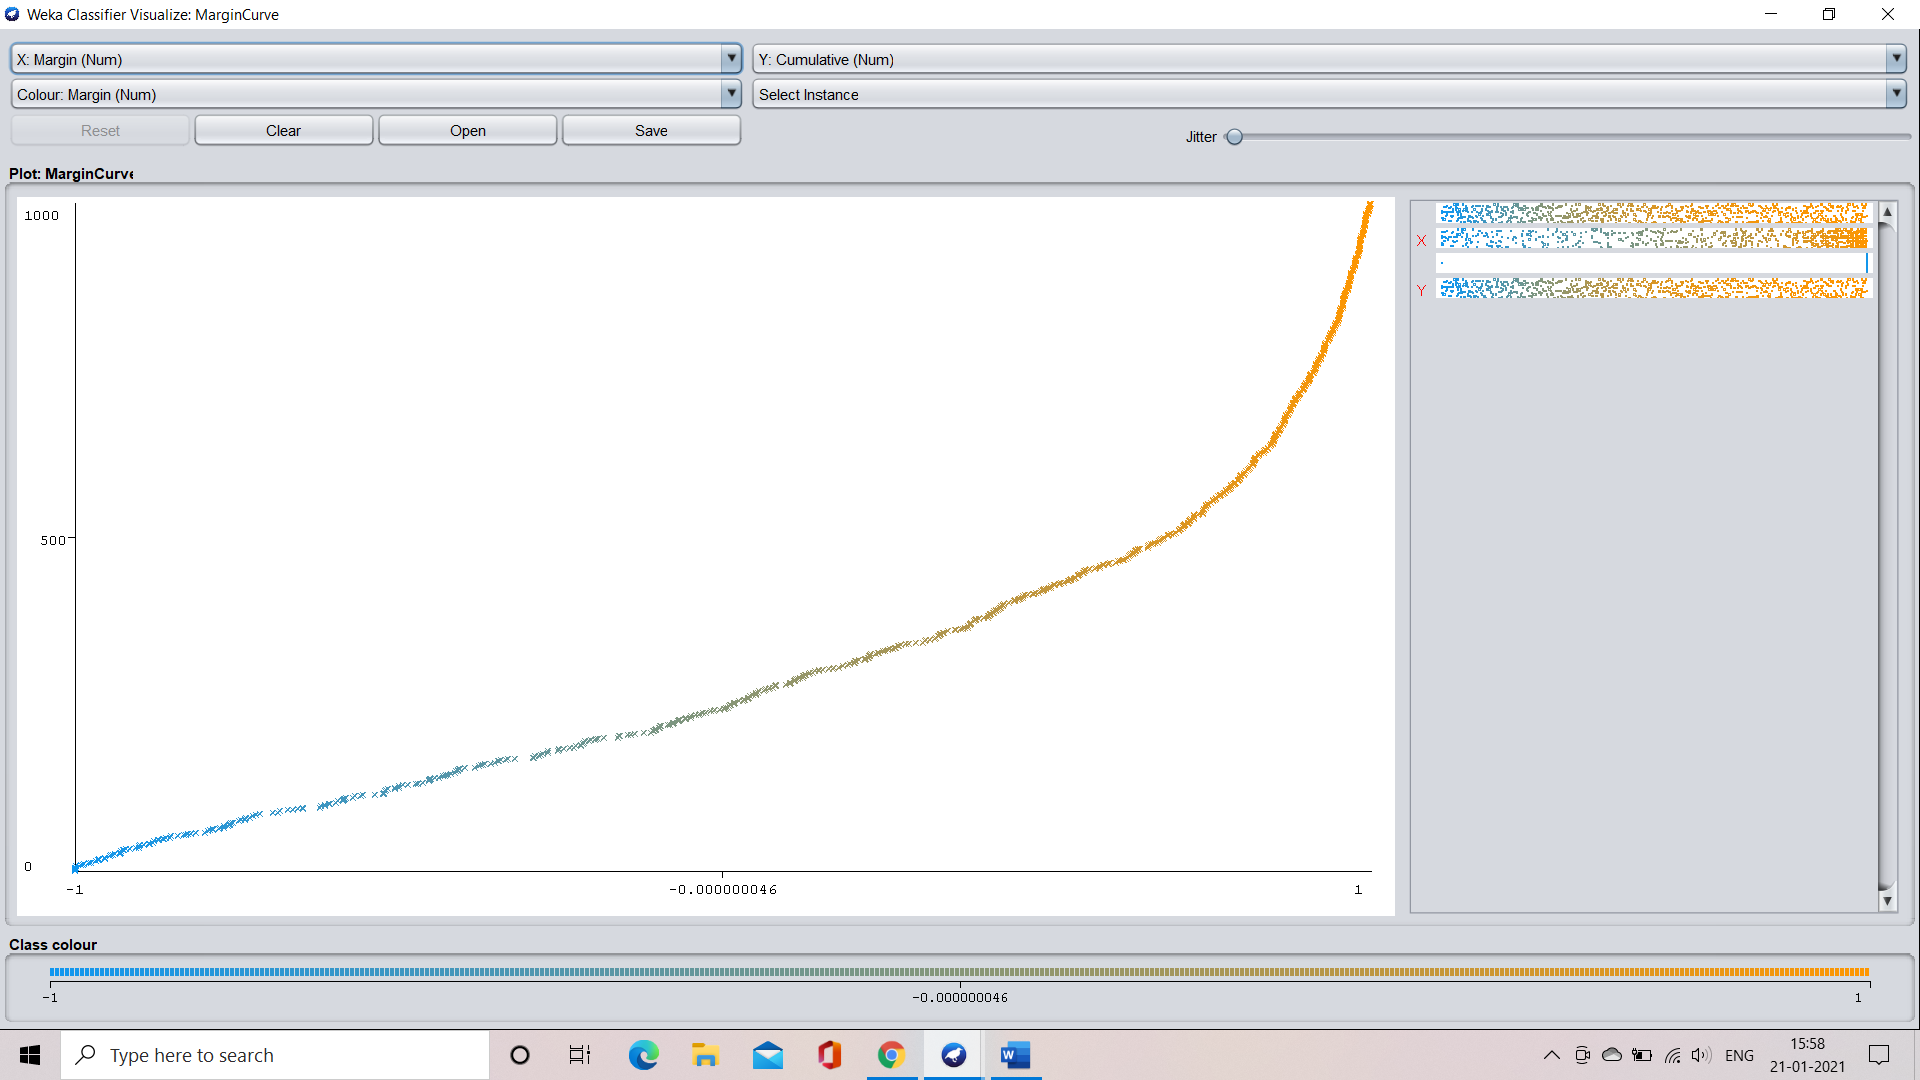 Weka Classifier Visualize: MarginCurve
X: Margin (Num)
Y: Cumulative (Num)
Colour: Margin (Num)
Select Instance
Reset
Clear
Open
Save
Jitter
Plot: MarginCurve
1000
500
0
-1
-0.000000046
1
X
Y
Class colour
-1
-0.000000046
1
Type here to search
ENG
15:58
21-01-2021